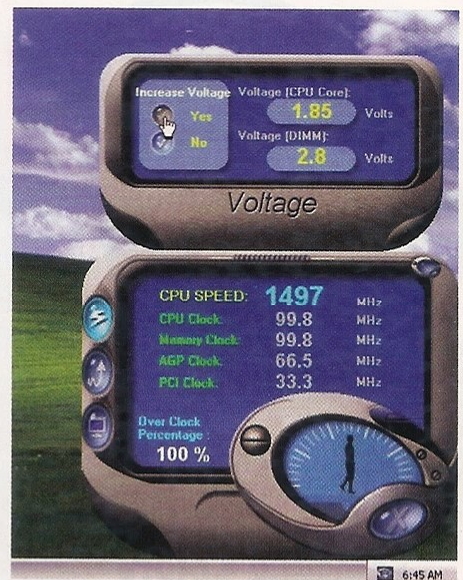 Increase Voltage
Yes
No
Voltage [CPU Core]:
1.85 Volts
Voltage [DIMM]:
2.8 Volts
Voltage
CPU SPEED: 1497 MHz
CPU Clock: 99.8 MHz
Memory Clock: 99.8 MHz
AGP Clock: 66.5 MHz
PCI Clock: 33.3 MHz
Over Clock
Percentage :
100 %
6:45 AM